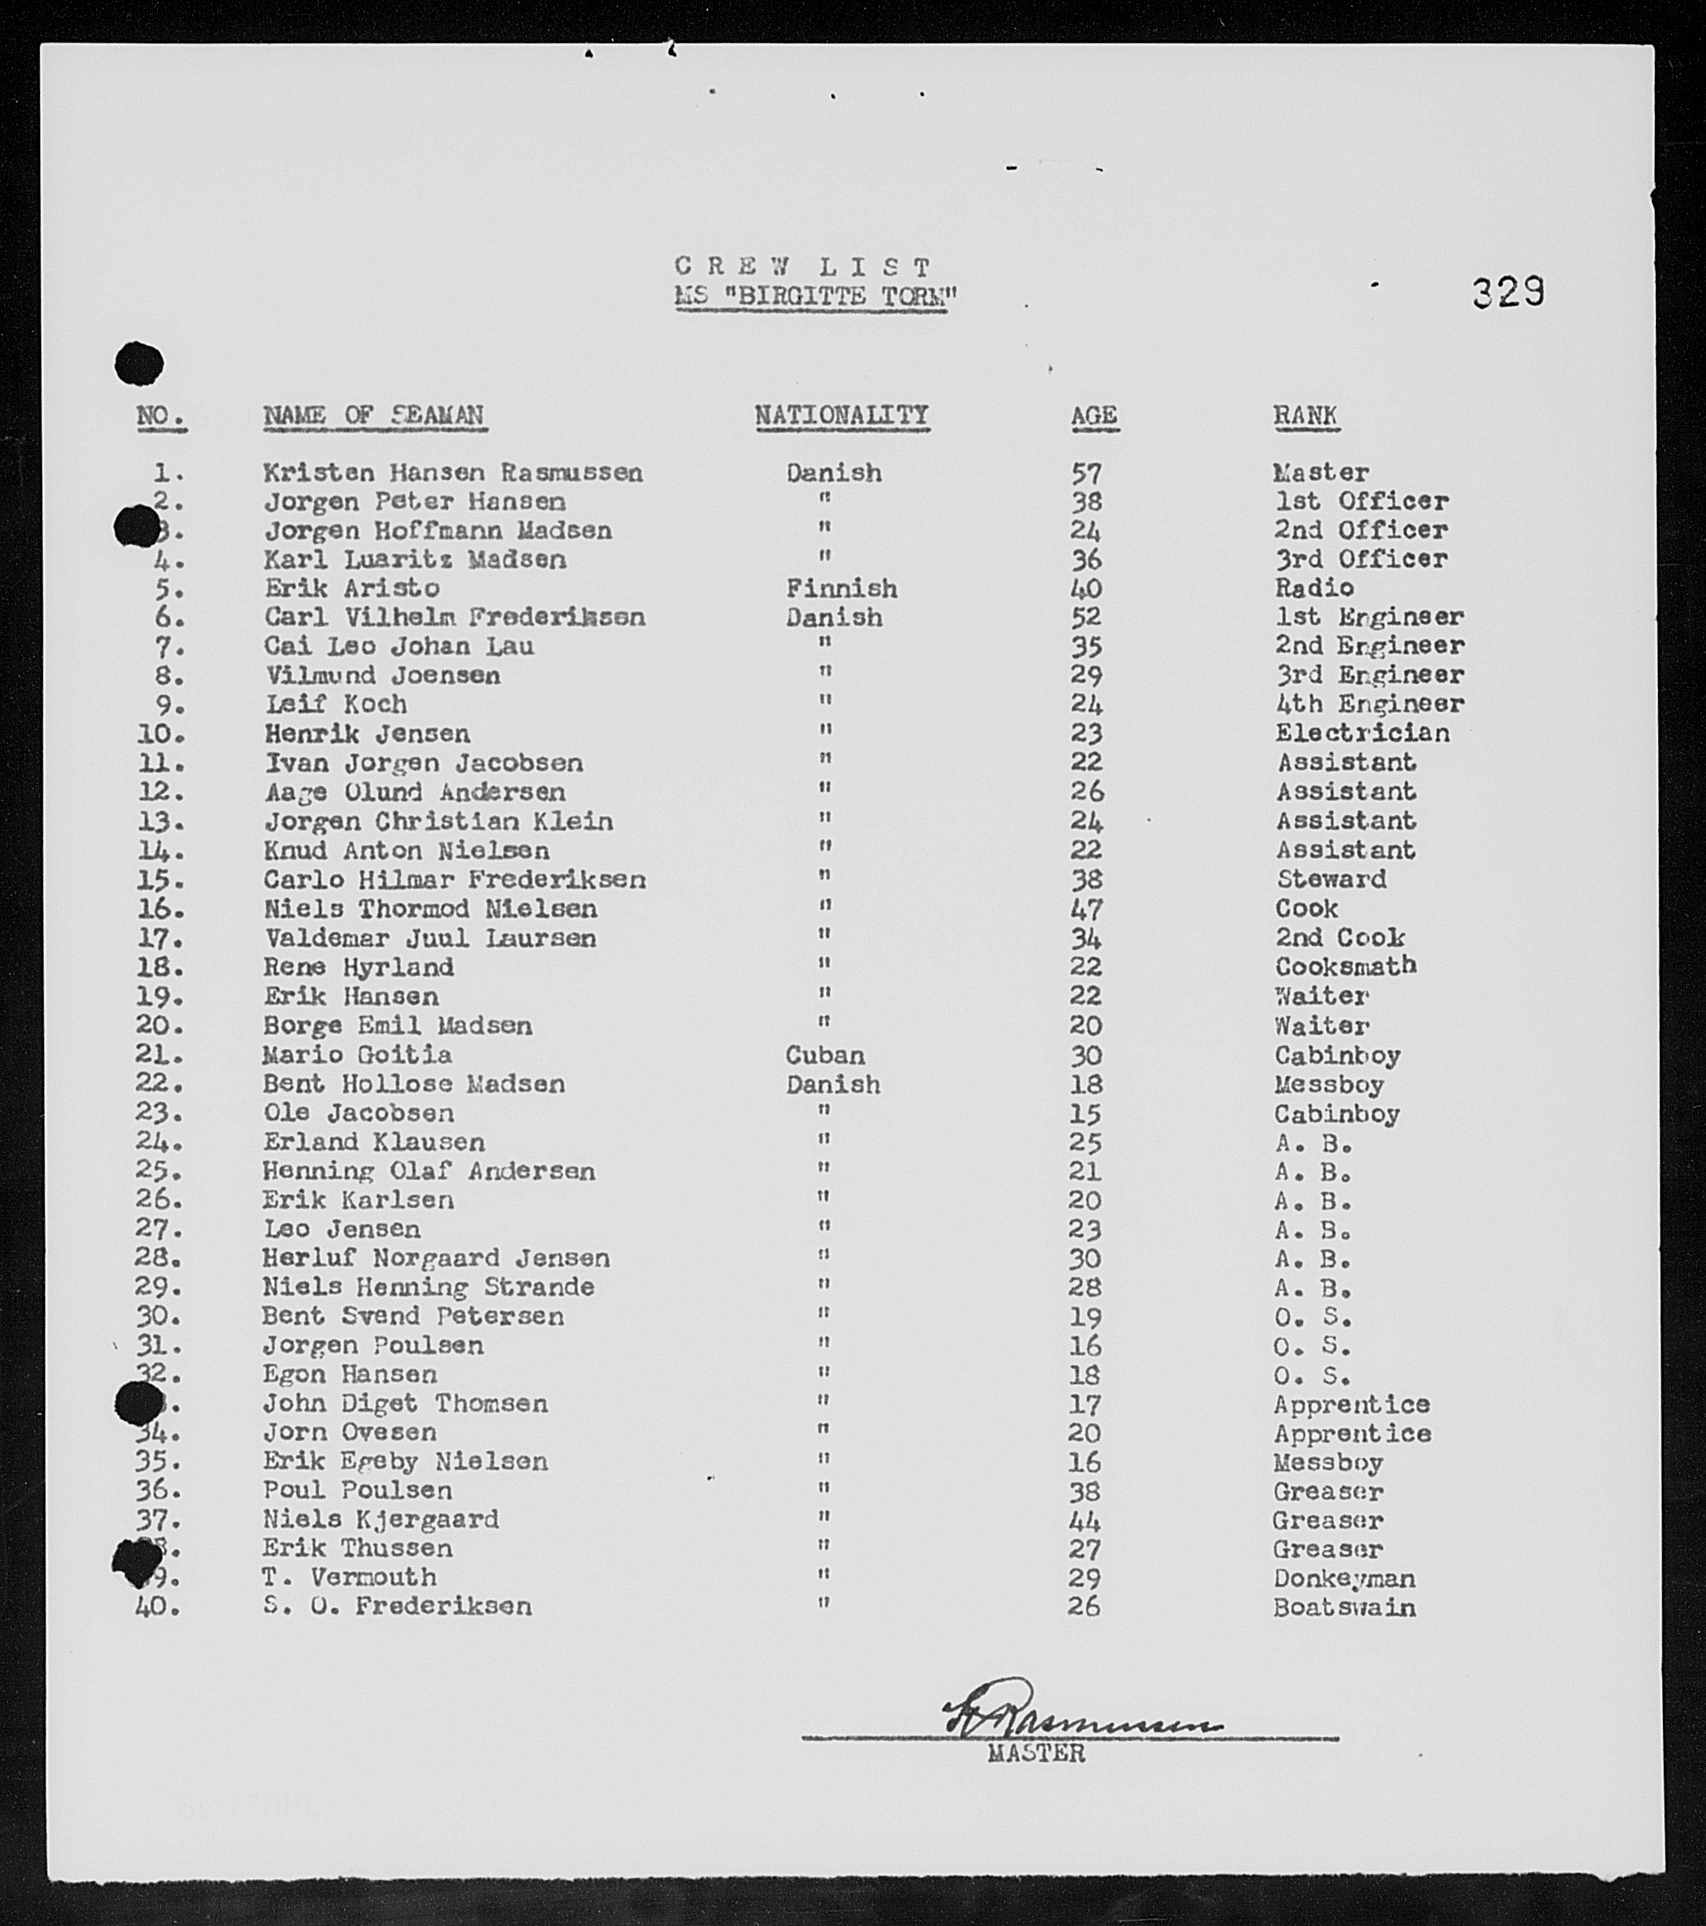 C R E W  L I S T
MS "BIRGITTE TORM"
329
NO. NAME OF SEAMAN NATIONALITY AGE RANK
1. Kristen Hansen Rasmussen Danish 57 Master
2. Jorgen Peter Hansen " 38 1st Officer
3. Jorgen Hoffmann Madsen " 24 2nd Officer
4. Karl Luaritz Madsen " 36 3rd Officer
5. Erik Aristo Finnish 40 Radio
6. Carl Vilhelm Frederiksen Danish 52 1st Engineer
7. Cai Leo Johan Lau " 35 2nd Engineer
8. Vilmund Joensen " 29 3rd Engineer
9. Leif Koch " 24 4th Engineer
10. Henrik Jensen " 23 Electrician
11. Ivan Jorgen Jacobsen " 22 Assistant
12. Aage Olund Andersen " 26 Assistant
13. Jorgen Christian Klein " 24 Assistant
14. Knud Anton Nielsen " 22 Assistant
15. Carlo Hilmar Frederiksen " 38 Steward
16. Niels Thormod Nielsen " 47 Cook
17. Valdemar Juul Laursen " 34 2nd Cook
18. Rene Hyrland " 22 Cooksmath
19. Erik Hansen " 22 Waiter
20. Borge Emil Madsen " 20 Waiter
21. Mario Goitia Cuban 30 Cabinboy
22. Bent Hollose Madsen Danish 18 Messboy
23. Ole Jacobsen " 15 Cabinboy
24. Erland Klausen " 25 A. B.
25. Henning Olaf Andersen " 21 A. B.
26. Erik Karlsen " 20 A. B.
27. Leo Jensen " 23 A. B.
28. Herluf Norgaard Jensen " 30 A. B.
29. Niels Henning Strande " 28 A. B.
30. Bent Svend Petersen " 19 O. S.
31. Jorgen Poulsen " 16 O. S.
32. Egon Hansen " 18 O. S.
John Diget Thomsen " 17 Apprentice
34. Jorn Ovesen " 20 Apprentice
35. Erik Egeby Nielsen " 16 Messboy
36. Poul Poulsen " 38 Greaser
37. Niels Kjergaard " 44 Greaser
8. Erik Thussen " 27 Greaser
9. T. Vermouth " 29 Donkeyman
40. S. O. Frederiksen " 26 Boatswain
K Rasmussen
MASTER